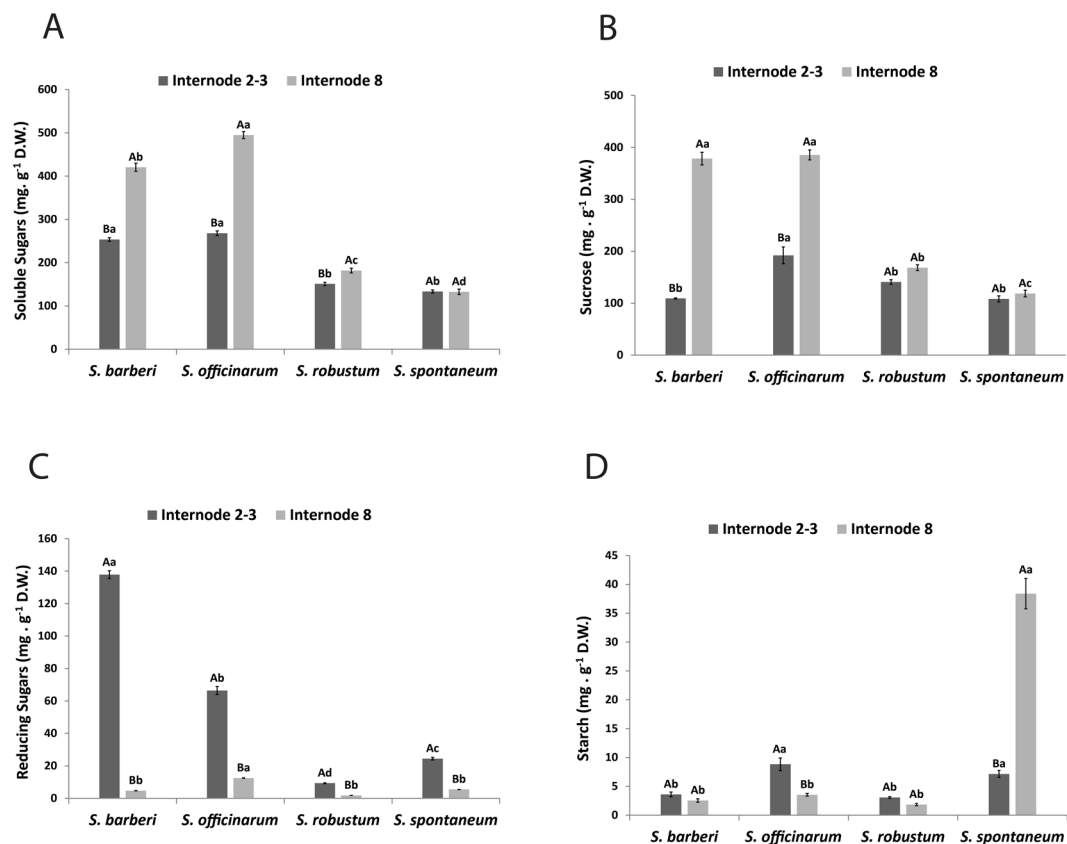 A
Internode 2-3 Internode 8
Soluble Sugars (mg. g-1 D.W.)
600
500
400
300
200
100
0
Ba Ab
Ba Aa
Bb Ac
Ab Ad
S. barberi S. officinarum S. robustum S. spontaneum
B
Internode 2-3 Internode 8
Sucrose (mg . g-1 D.W.)
500
400
300
200
100
0
Bb Aa
Ba Aa
Ab Ab
Ab Ac
S. barberi S. officinarum S. robustum S. spontaneum
C
Internode 2-3 Internode 8
Reducing Sugars (mg . g-1 D.W.)
160
140
120
100
80
60
40
20
0
Aa Bb
Ab Ba
Ad Bb
Ac Bb
S. barberi S. officinarum S. robustum S. spontaneum
D
Internode 2-3 Internode 8
Starch (mg . g-1 D.W.)
45
40
35
30
25
20
15
10
5
0
Ab Ab
Aa Bb
Ab Ab
Ba Aa
S. barberi S. officinarum S. robustum S. spontaneum